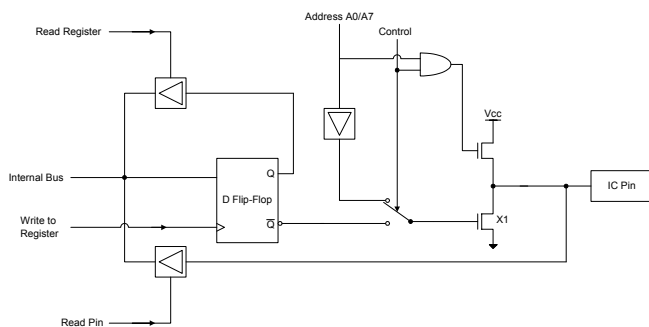 Address A0/A7
Read Register
Control
Vcc
Internal Bus
Q
D Flip-Flop
IC Pin
Write to
Register
Q
X1
Read Pin